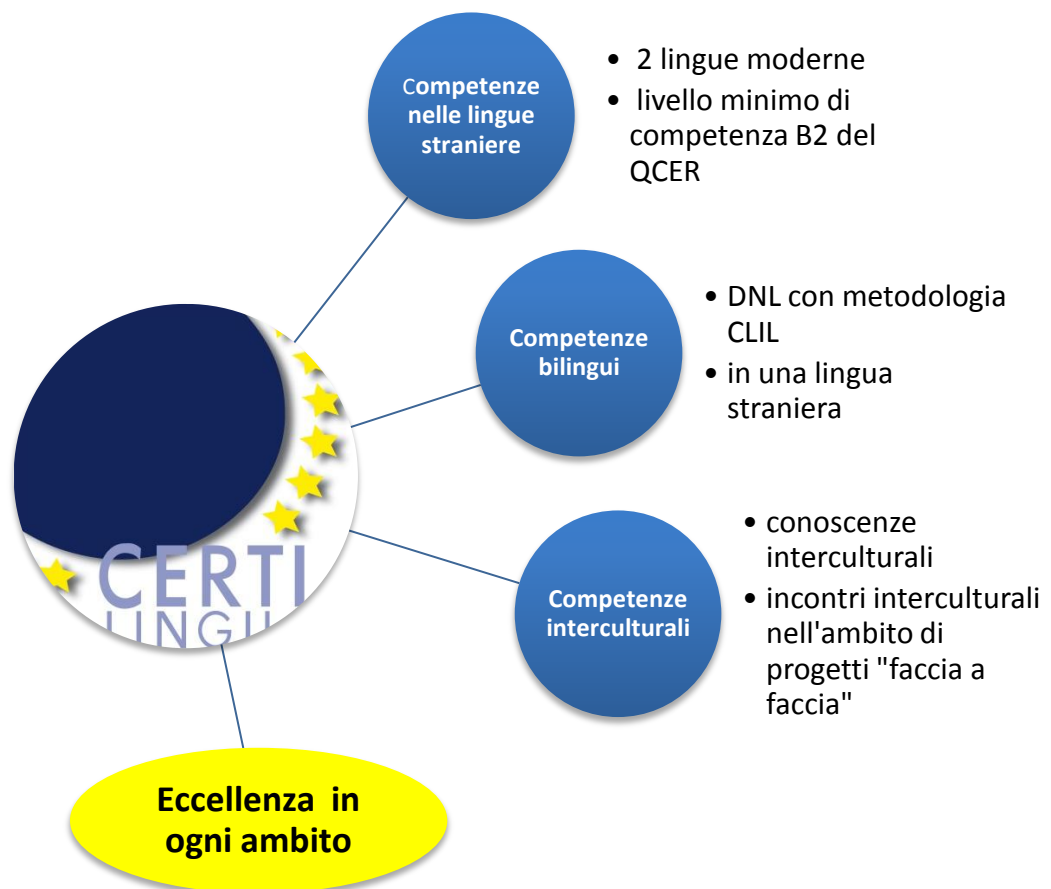 Competenze
nelle lingue
straniere
• 2 lingue moderne
• livello minimo di
competenza B2 del
QCER
Competenze
bilingui
• DNL con metodologia
CLIL
• in una lingua
straniera
Competenze
interculturali
• conoscenze
interculturali
• incontri interculturali
nell'ambito di
progetti "faccia a
faccia"
CERTI
LINGU
Eccellenza in
ogni ambito